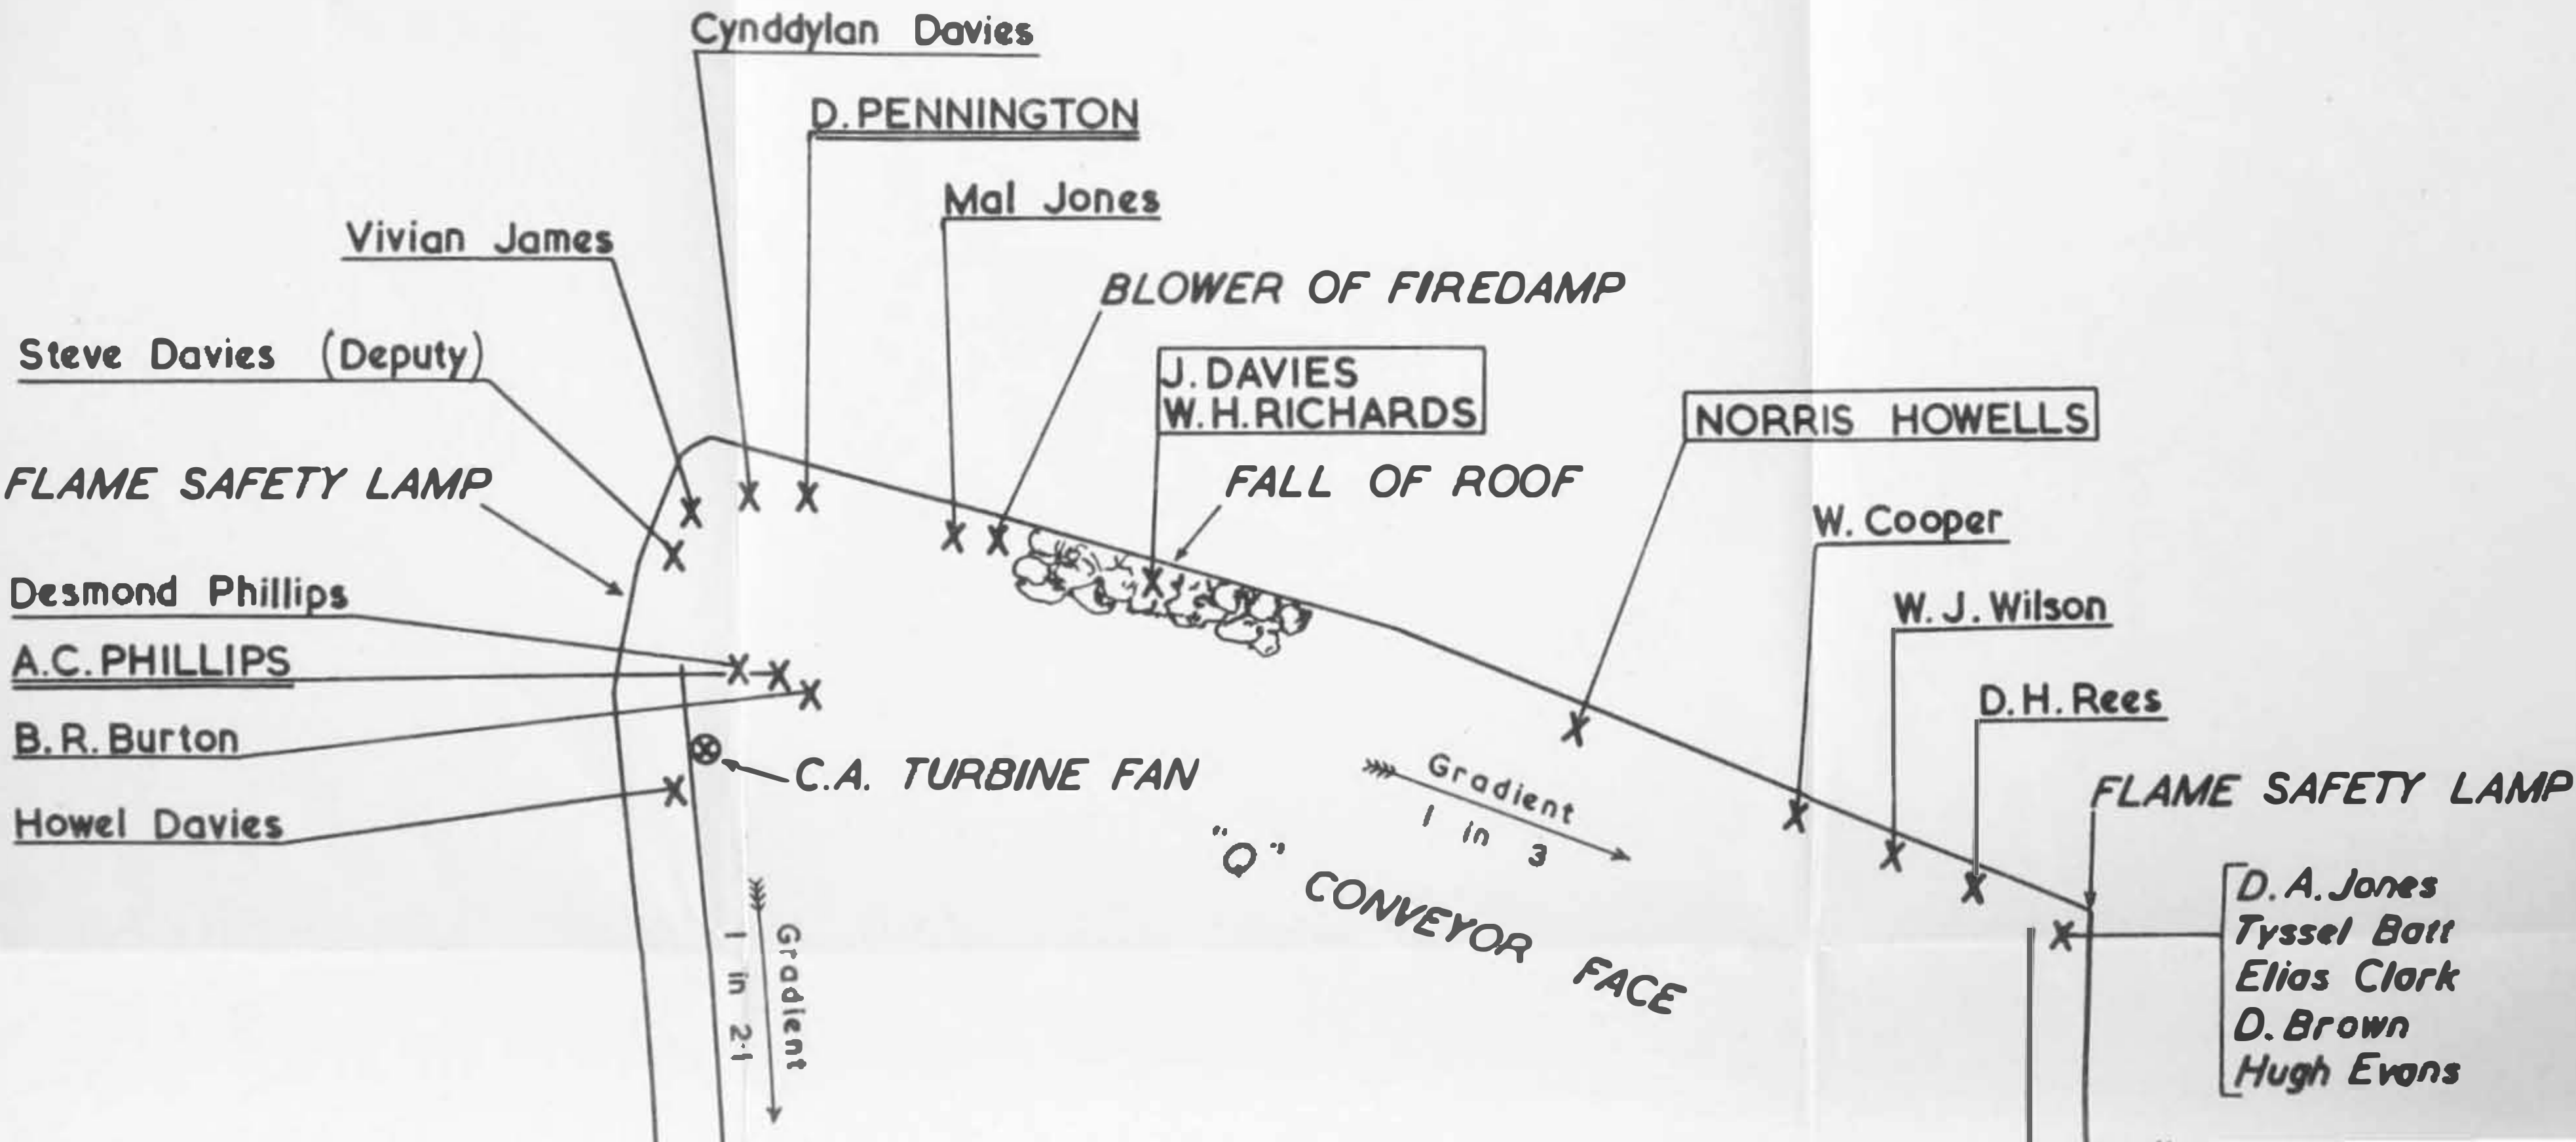 Cynddylan Davies
D. PENNINGTON
Mal Jones
Vivian James
BLOWER OF FIREDAMP
Steve Davies (Deputy)
J. DAVIES
W. H. RICHARDS
NORRIS HOWELLS
FLAME SAFETY LAMP
FALL OF ROOF
W. Cooper
Desmond Phillips
W. J. Wilson
A.C. PHILLIPS
D. H. Rees
B. R. Burton
C.A. TURBINE FAN
Gradient
1 in 3
FLAME SAFETY LAMP
Howel Davies
"Q" CONVEYOR FACE
D. A. Jones
Tyssel Batt
Elias Clark
D. Brown
Hugh Evans
Gradient
1 in 2·1